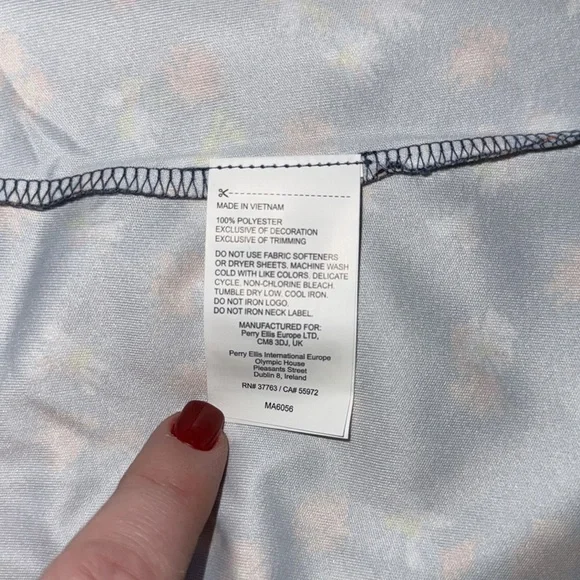 MADE IN VIETNAM
100% POLYESTER
EXCLUSIVE OF DECORATION
EXCLUSIVE OF TRIMMING
DO NOT USE FABRIC SOFTENERS
OR DRYER SHEETS. MACHINE WASH
COLD WITH LIKE COLORS. DELICATE
CYCLE, NON-CHLORINE BLEACH.
TUMBLE DRY LOW. COOL IRON.
DO NOT IRON LOGO.
DO NOT IRON NECK LABEL.
MANUFACTURED FOR:
Perry Ellis Europe LTD,
CM8 3DJ, UK
Perry Ellis International Europe
Olympic House
Pleasants Street
Dublin 8, Ireland
RN# 37763 / CA# 55972
MA6056